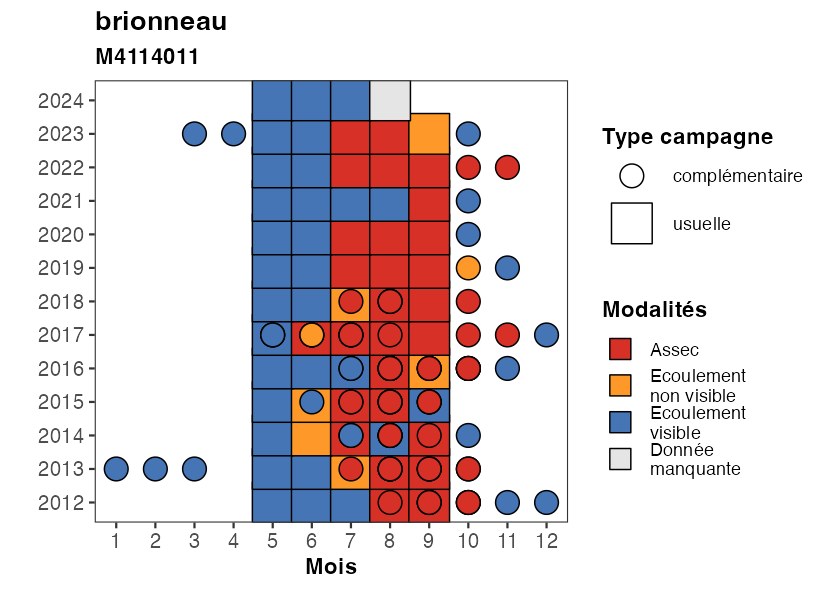 brionneau
M4114011
2024
2023
2022
2021
2020
2019
2018
2017
2016
2015
2014
2013
2012
1 2 3 4 5 6 7 8 9 10 11 12
Mois
Type campagne
complémentaire
usuelle
Modalités
Assec
Ecoulement
non visible
Ecoulement
visible
Donnée
manquante